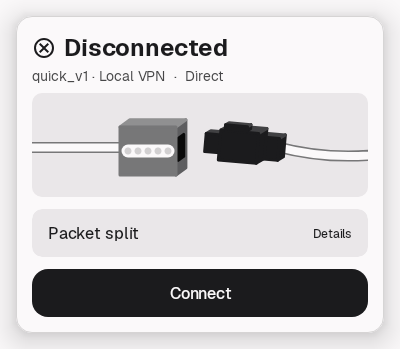 Disconnected
quick_v1 · Local VPN · Direct
Packet split Details
Connect